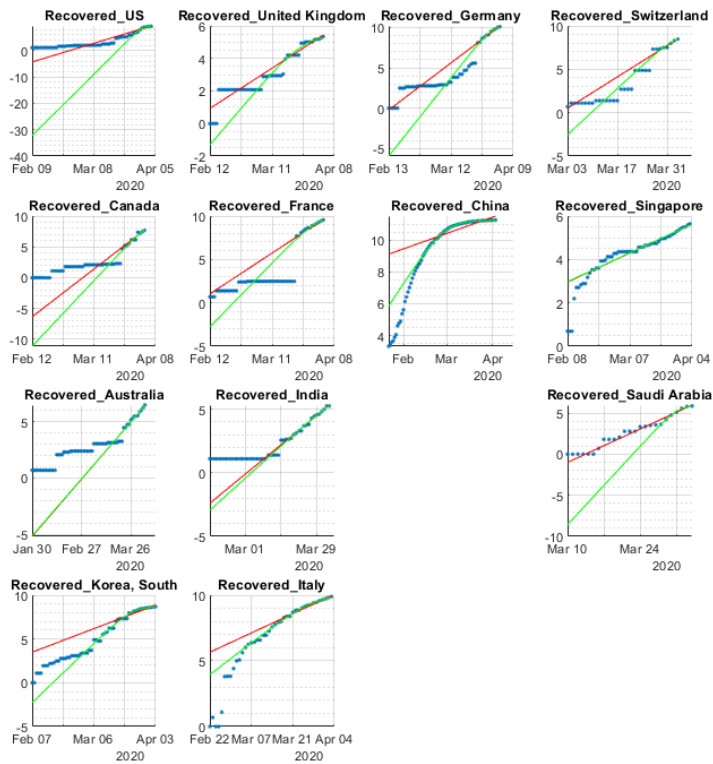 Recovered_US
0
-10
-20
-30
-40
Feb 09
Mar 08
Apr 05
2020
Recovered_United Kingdom
6
4
2
0
-2
Feb 12
Mar 11
Apr 08
2020
Recovered_Germany
10
5
0
-5
Feb 13
Mar 12
Apr 09
2020
Recovered_Switzerland
10
5
0
-5
Mar 03
Mar 17
Mar 31
2020
Recovered_Canada
10
5
0
-5
-10
Feb 12
Mar 11
Apr 08
2020
Recovered_France
10
5
0
-5
Feb 12
Mar 11
Apr 08
2020
Recovered_China
10
8
6
4
Feb
Mar
Apr
2020
Recovered_Singapore
6
4
2
0
Feb 08
Mar 07
Apr 04
2020
Recovered_Australia
5
0
-5
Jan 30
Feb 27
Mar 26
2020
Recovered_India
5
0
-5
Mar 01
Mar 29
2020
Recovered_Saudi Arabia
5
0
-5
-10
Mar 10
Mar 24
2020
Recovered_Korea, South
10
5
0
-5
Feb 07
Mar 06
Apr 03
2020
Recovered_Italy
10
5
0
Feb 22
Mar 07
Mar 21
Apr 04
2020